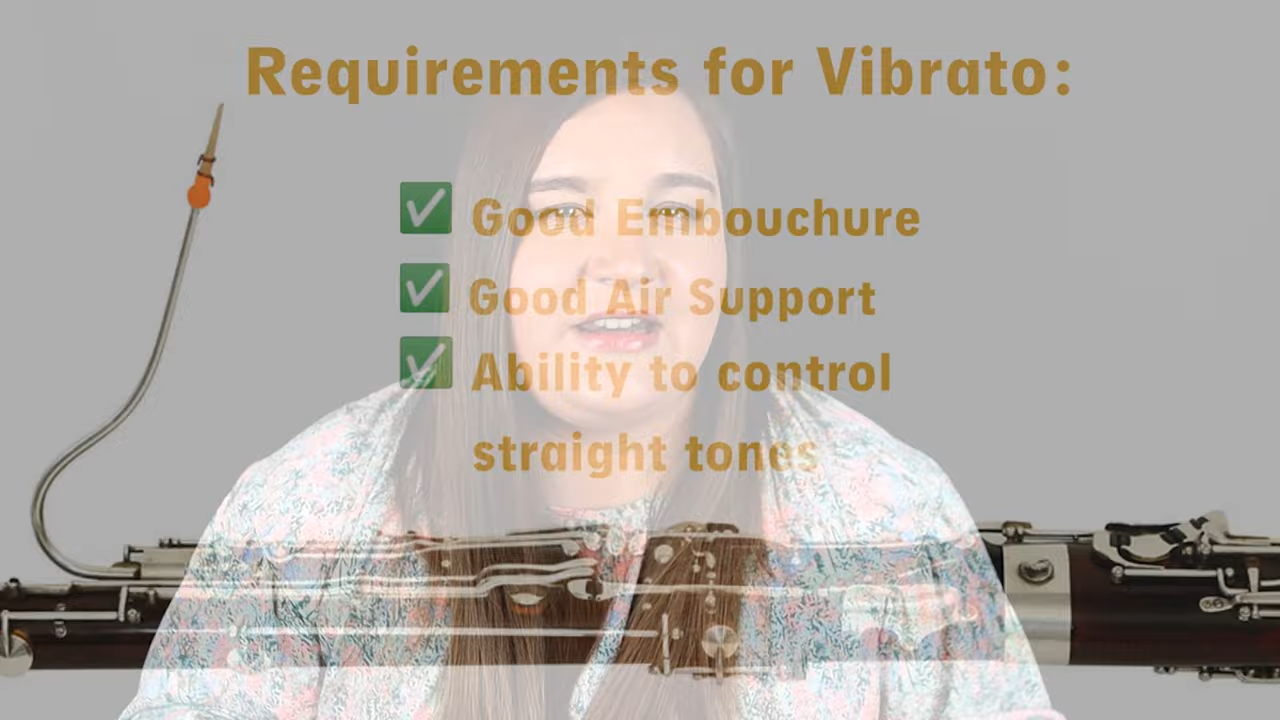 Requirements for Vibrato:
✅ Good Embouchure
✅ Good Air Support
✅ Ability to control
straight tones